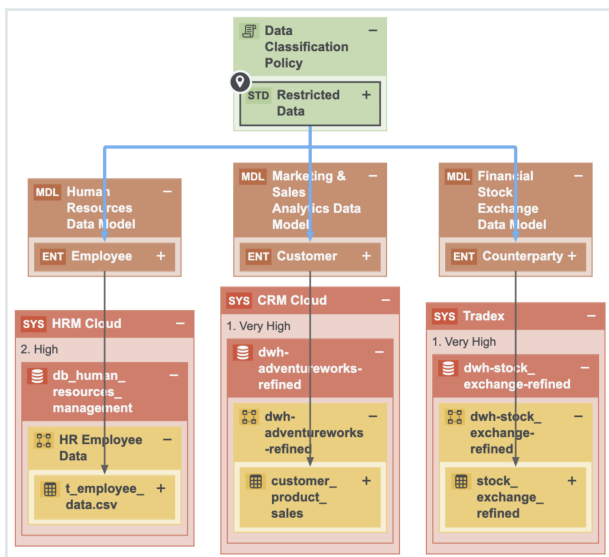 Data
Classification
Policy
−
STD Restricted
Data
+
MDL Human
Resources
Data Model
−
ENT Employee +
MDL Marketing &
Sales
Analytics Data
Model
−
ENT Customer +
MDL Financial
Stock
Exchange
Data Model
−
ENT Counterparty +
SYS HRM Cloud −
2. High
db_human_
resources_
management
−
HR Employee
Data
−
t_employee_
data.csv
+
SYS CRM Cloud −
1. Very High
dwh-
adventureworks-
refined
−
dwh-
adventureworks
-refined
−
customer_
product_
sales
+
SYS Tradex −
1. Very High
dwh-stock_
exchange-refined
−
dwh-stock_
exchange-
refined
−
stock_
exchange_
refined
+